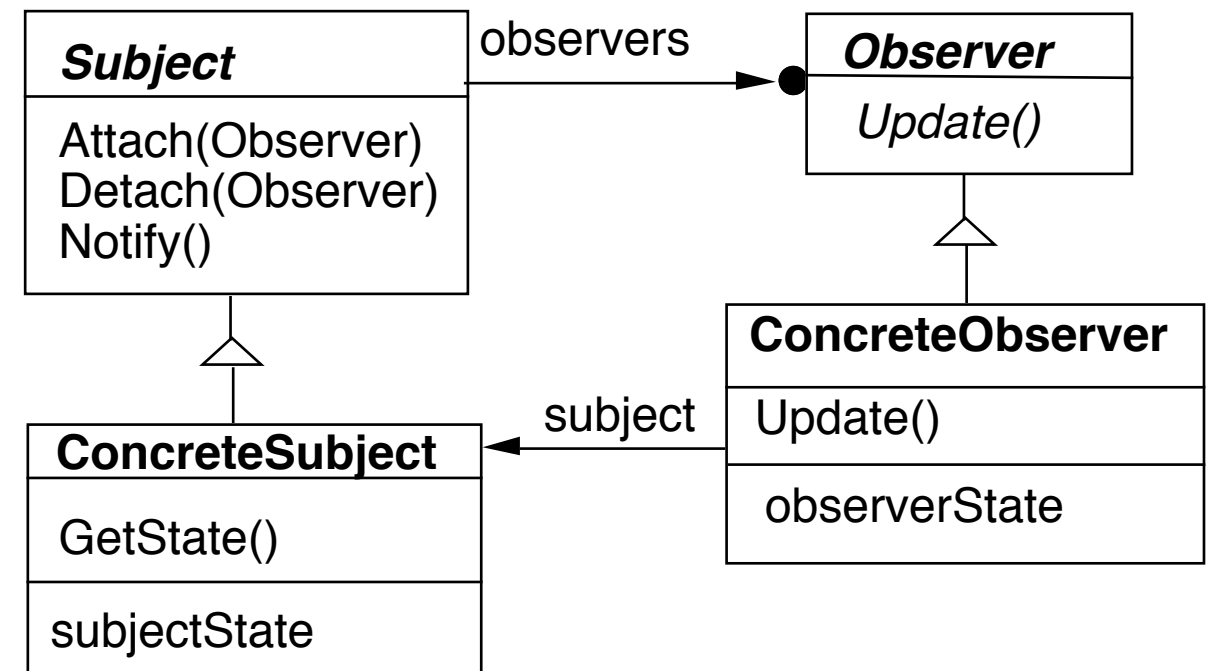 Subject
Attach(Observer)
Detach(Observer)
Notify()
observers
Observer
Update()
ConcreteSubject
GetState()
subjectState
subject
ConcreteObserver
Update()
observerState